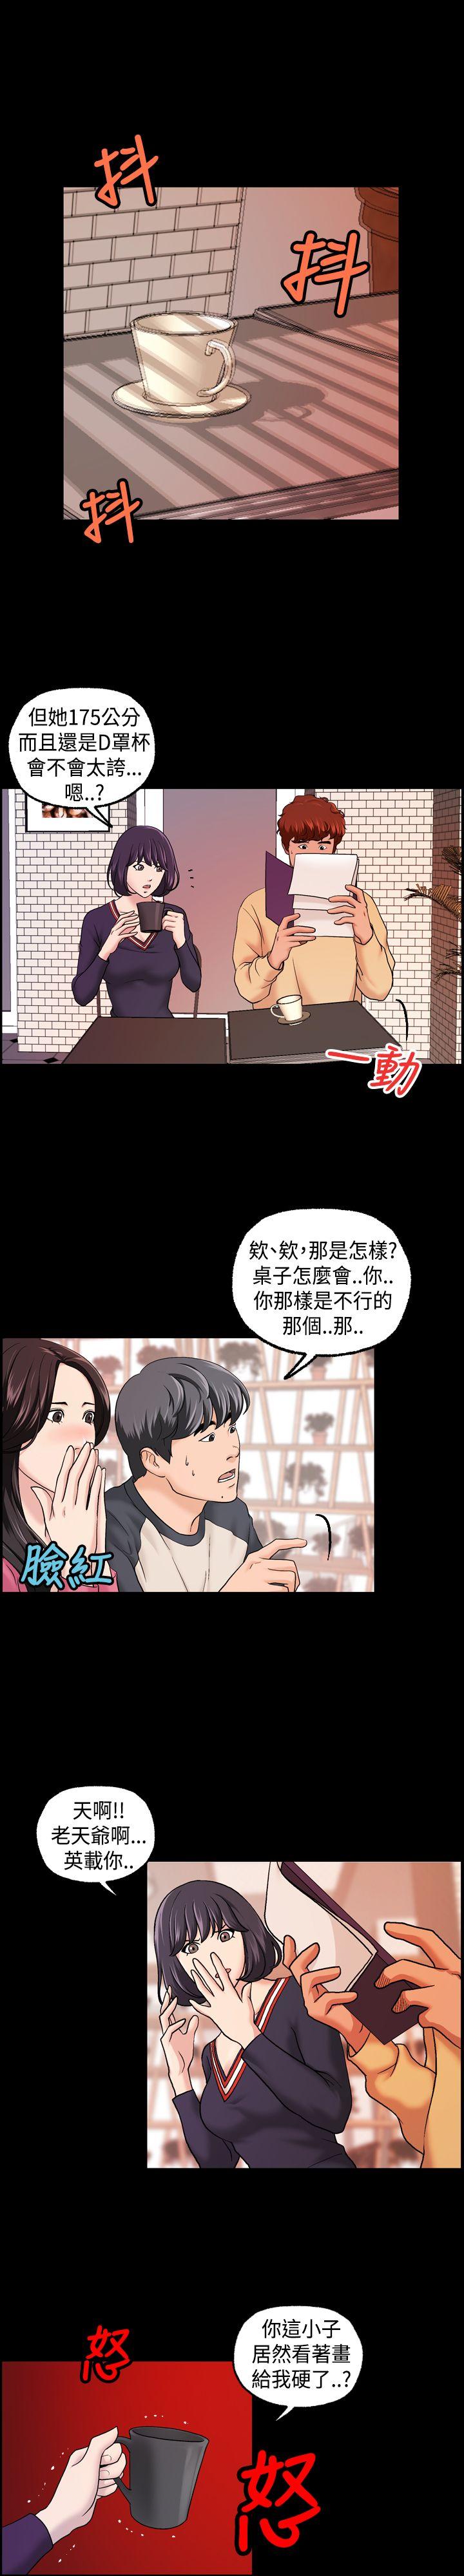 抖
抖
抖
但她175公分
而且還是D罩杯
會不會太誇...
嗯..?
一動
欸、欸,那是怎樣?
桌子怎麼會..你..
你那樣是不行的
那個..那..
臉紅
天啊!!
老天爺啊...
英載你..
你這小子
居然看著畫
給我硬了..?
怒
怒